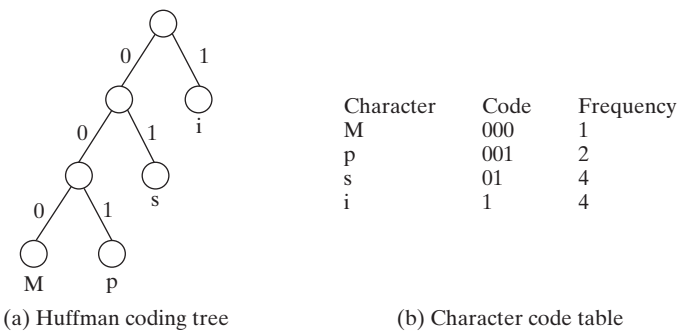 0 1
i
0 1
s
0 1
M p
(a) Huffman coding tree
Character Code Frequency
M 000 1
p 001 2
s 01 4
i 1 4
(b) Character code table